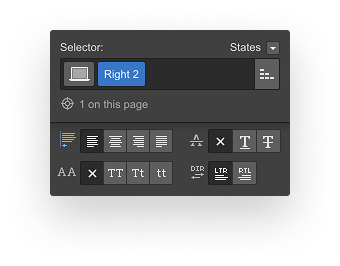 Selector: States
Right 2
1 on this page
A × T T
AA × TT Tt tt DIR LTR RTL